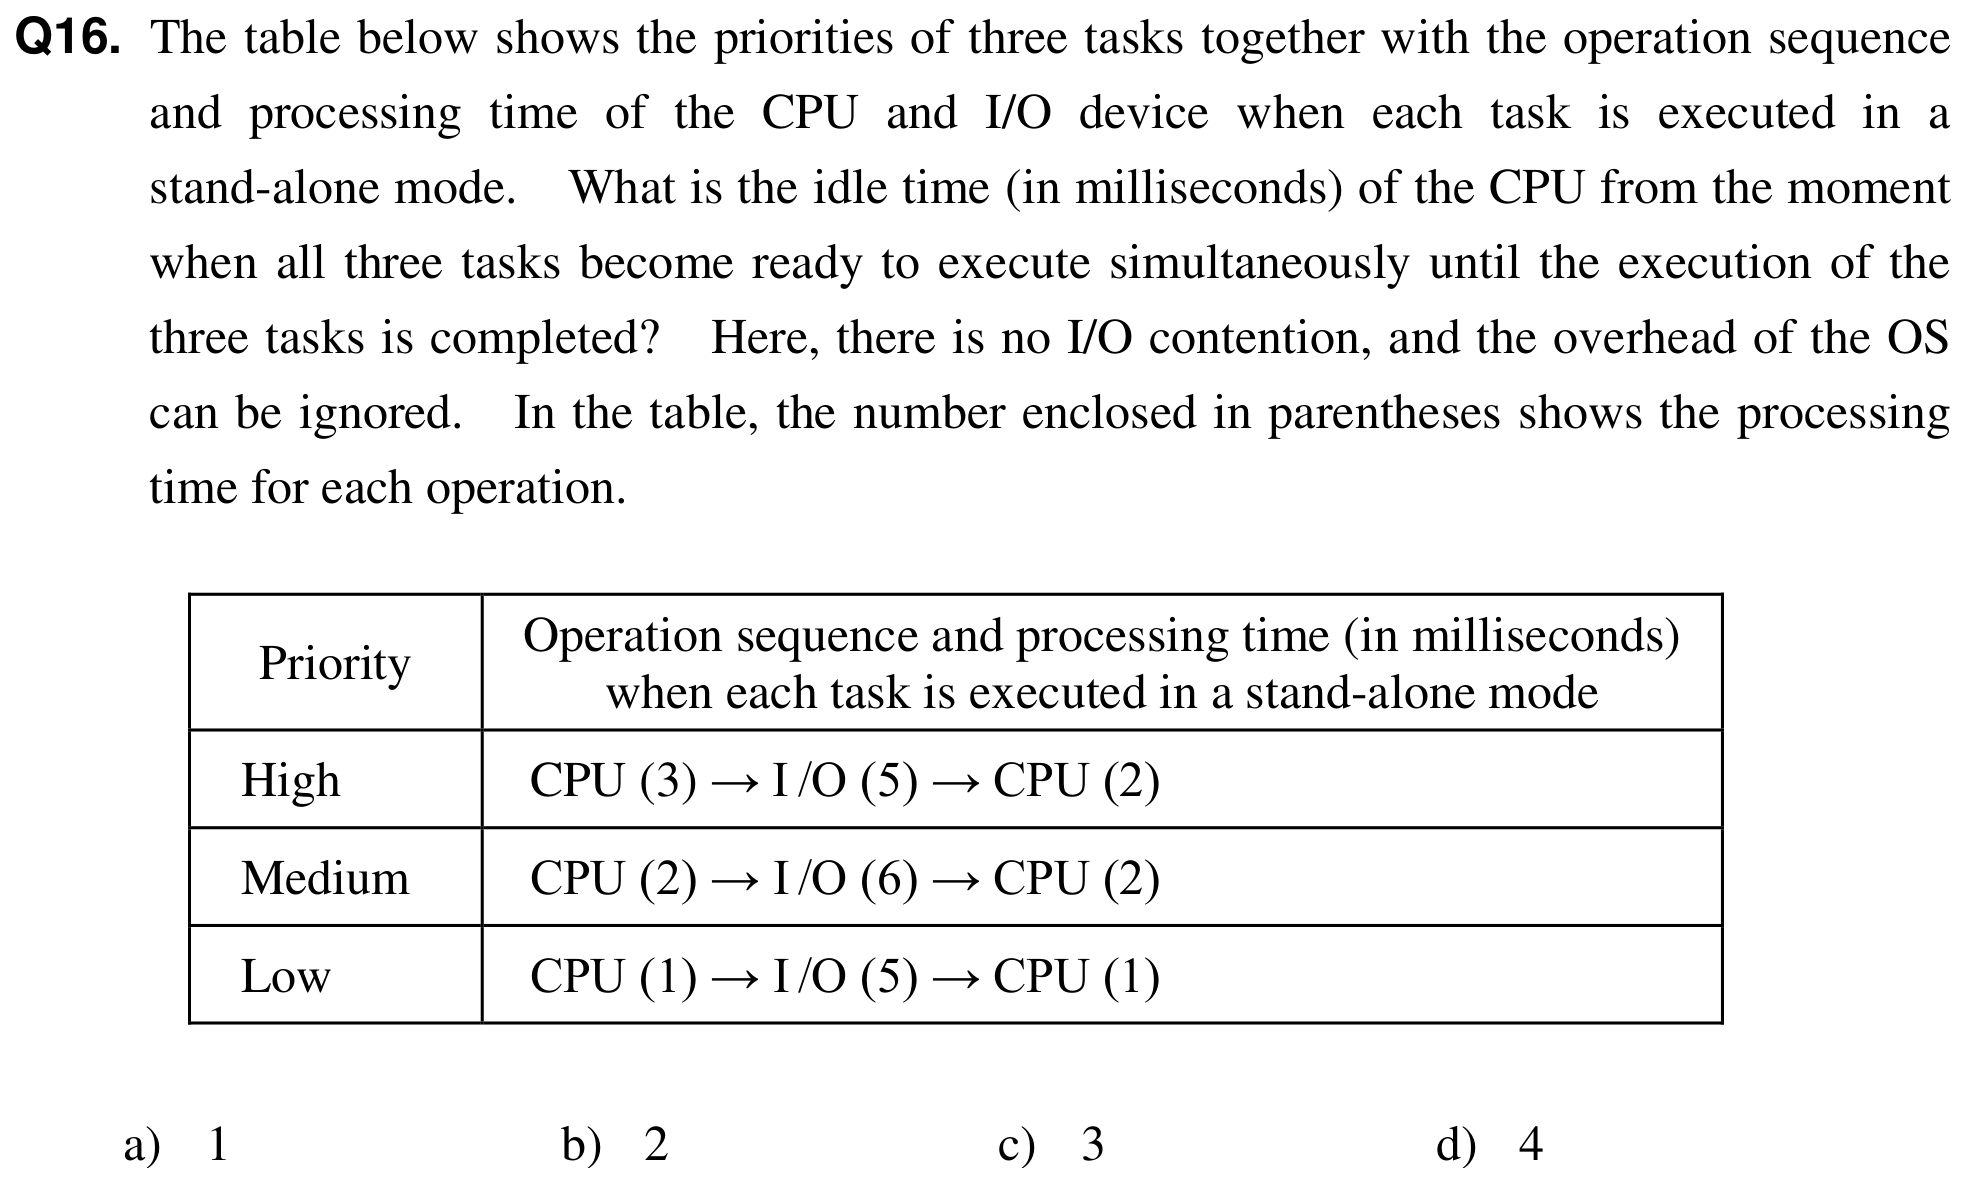 Q16. The table below shows the priorities of three tasks together with the operation sequence
and processing time of the CPU and I/O device when each task is executed in a
stand-alone mode. What is the idle time (in milliseconds) of the CPU from the moment
when all three tasks become ready to execute simultaneously until the execution of the
three tasks is completed? Here, there is no I/O contention, and the overhead of the OS
can be ignored. In the table, the number enclosed in parentheses shows the processing
time for each operation.
Priority
Operation sequence and processing time (in milliseconds)
when each task is executed in a stand-alone mode
High CPU (3) → I/O (5) → CPU (2)
Medium CPU (2) → I/O (6) → CPU (2)
Low CPU (1) → I/O (5) → CPU (1)
a) 1 b) 2 c) 3 d) 4